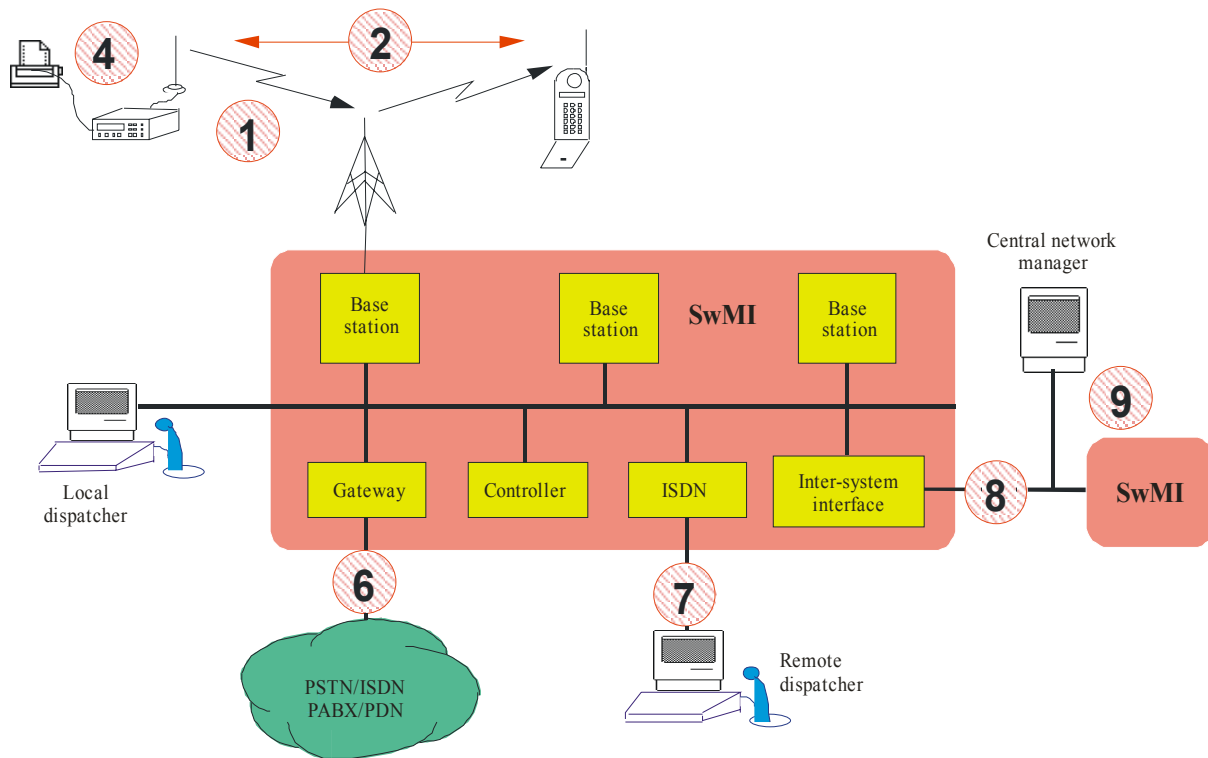 4
2
1
Central network
manager
Base
station
Base
station
SwMI
Base
station
9
Local
dispatcher
Gateway
Controller
ISDN
Inter-system
interface
8
SwMI
6
7
PSTN/ISDN
PABX/PDN
Remote
dispatcher